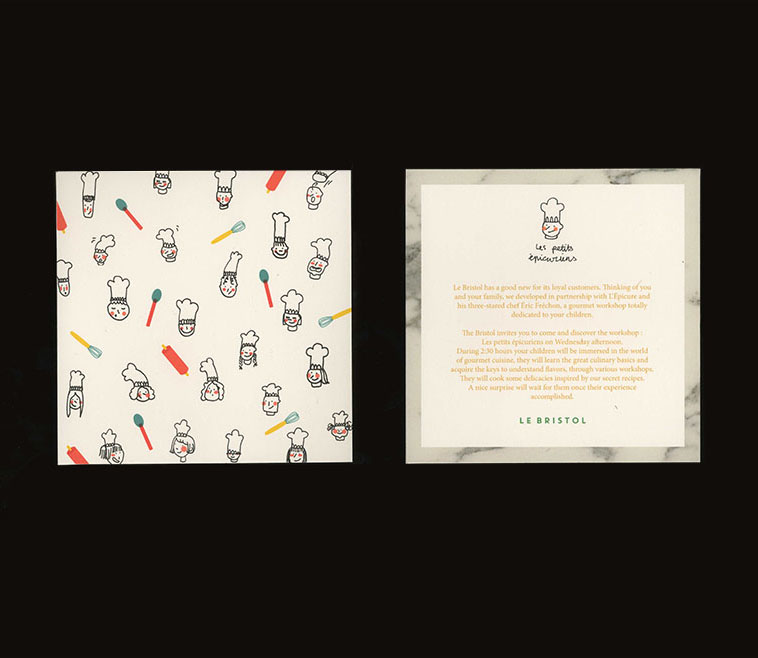 Les petits
épicuriens
Le Bristol has a good new for its loyal customers. Thinking of you
and your family, we developed in partnership with L'Épicure and
his three-stared chef Éric Fréchon, a gourmet workshop totally
dedicated to your children.
The Bristol invites you to come and discover the workshop :
Les petits épicuriens on Wednesday afternoon.
During 2:30 hours your children will be immersed in the world
of gourmet cuisine, they will learn the great culinary basics and
acquire the keys to understand flavors, through various workshops.
They will cook some delicacies inspired by our secret recipes.
A nice surprise will wait for them once their experience
accomplished.
LE BRISTOL